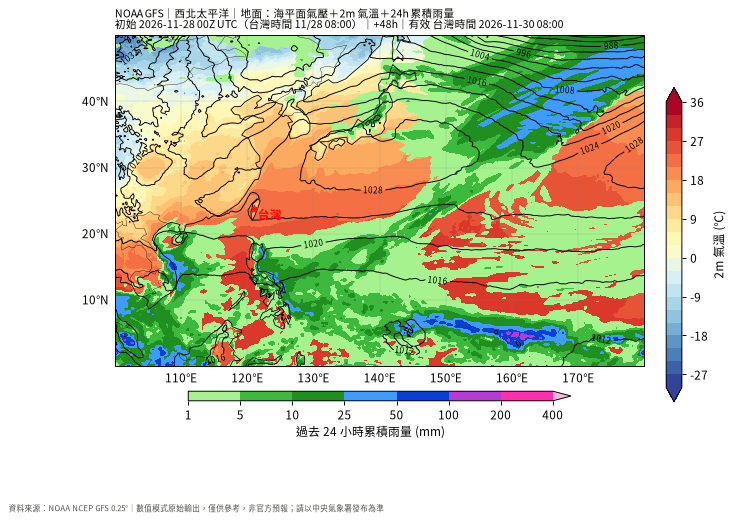 NOAA GFS｜西北太平洋｜地面：海平面氣壓＋2m 氣溫＋24h 累積雨量
初始 2026-11-28 00Z UTC（台灣時間 11/28 08:00）｜+48h｜有效 台灣時間 2026-11-30 08:00
988
996
1004
1016
1008
1020
1024
1028
1028
台灣
1020
1016
1012
40°N
30°N
20°N
10°N
110°E
120°E
130°E
140°E
150°E
160°E
170°E
36
27
18
9
0
-9
-18
-27
2m 氣溫 (°C)
1
5
10
25
50
100
200
400
過去 24 小時累積雨量 (mm)
資料來源：NOAA NCEP GFS 0.25°｜數值模式原始輸出，僅供參考，非官方預報；請以中央氣象署發布為準